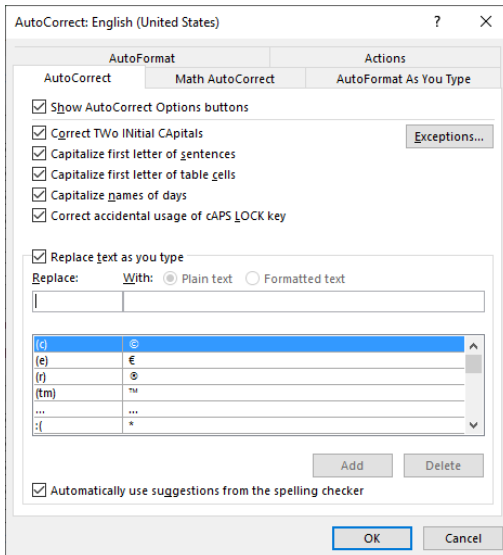 AutoCorrect: English (United States) ? X
AutoFormat Actions
AutoCorrect Math AutoCorrect AutoFormat As You Type
Show AutoCorrect Options buttons
Correct TWo INitial CApitals
Exceptions...
Capitalize first letter of sentences
Capitalize first letter of table cells
Capitalize names of days
Correct accidental usage of cAPS LOCK key
Replace text as you type
Replace: With: Plain text Formatted text
(c) ©
(e) €
(r) ®
(tm) ™
... ...
:( *
Add Delete
Automatically use suggestions from the spelling checker
OK Cancel